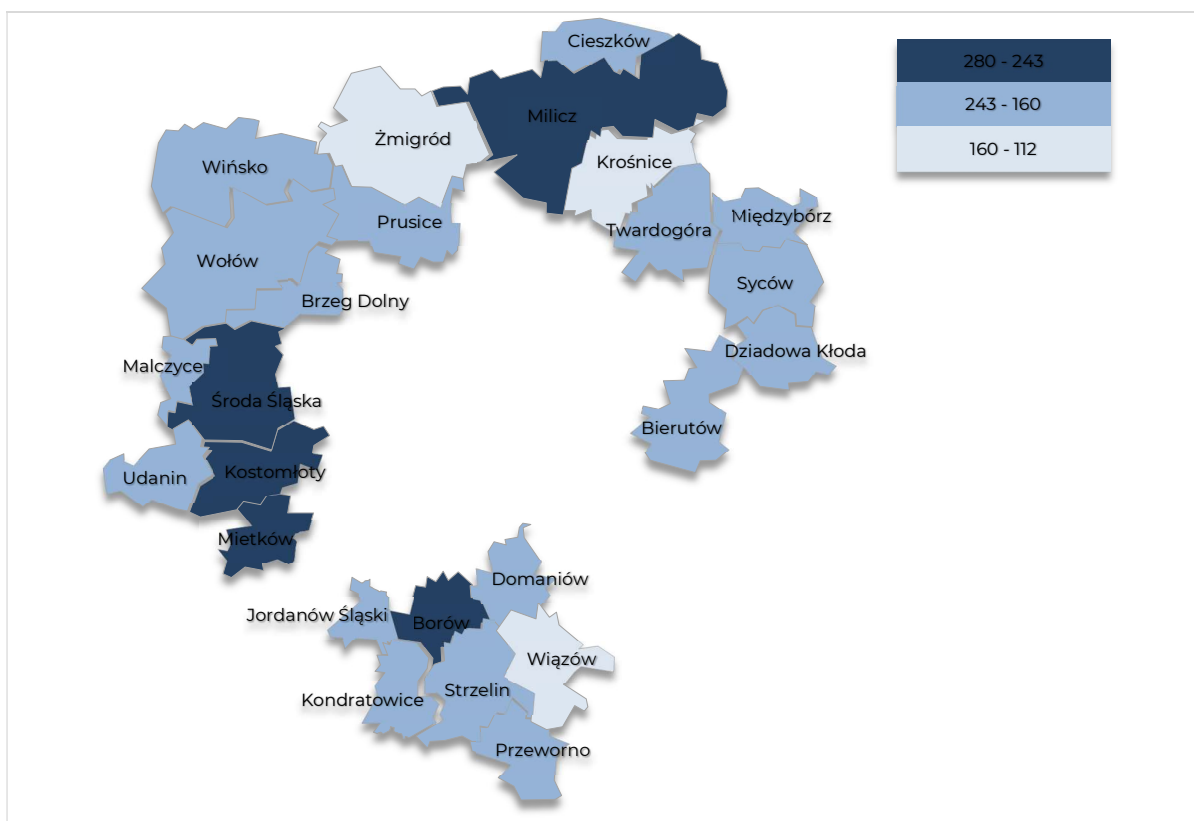 Cieszków
280 - 243
243 - 160
160 - 112
Milicz
Żmigród
Krośnice
Wińsko
Prusice
Twardogóra
Międzybórz
Wołów
Syców
Brzeg Dolny
Malczyce
Dziadowa Kłoda
Środa Śląska
Bierutów
Udanin
Kostomłoty
Mietków
Domaniów
Jordanów Śląski
Borów
Wiązów
Kondratowice
Strzelin
Przeworno